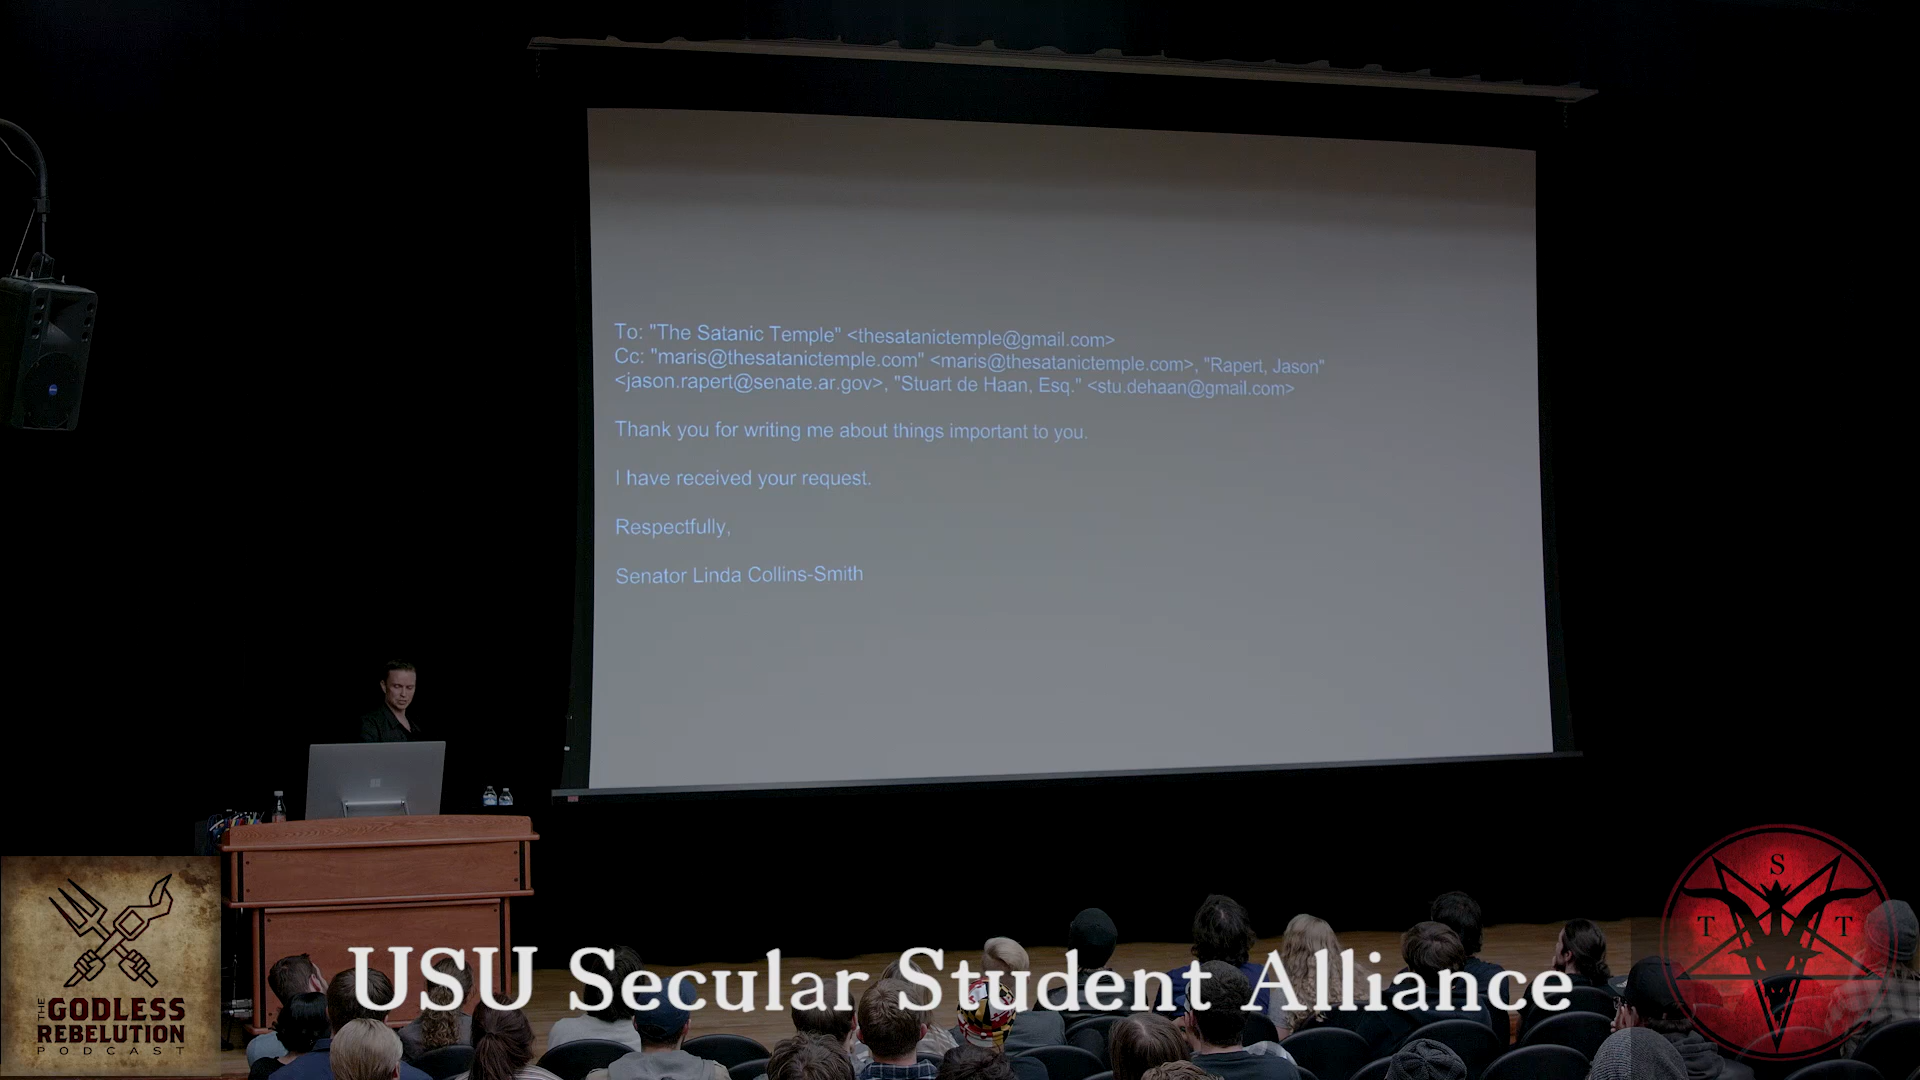 To: "The Satanic Temple" <thesatanictemple@gmail.com>
Cc: "maris@thesatanictemple.com" <maris@thesatanictemple.com>, "Rapert, Jason"
<jason.rapert@senate.ar.gov>, "Stuart de Haan, Esq." <stu.dehaan@gmail.com>
Thank you for writing me about things important to you.
I have received your request.
Respectfully,
Senator Linda Collins-Smith
S
T T
USU Secular Student Alliance
THE
GODLESS
REBELUTION
PODCAST